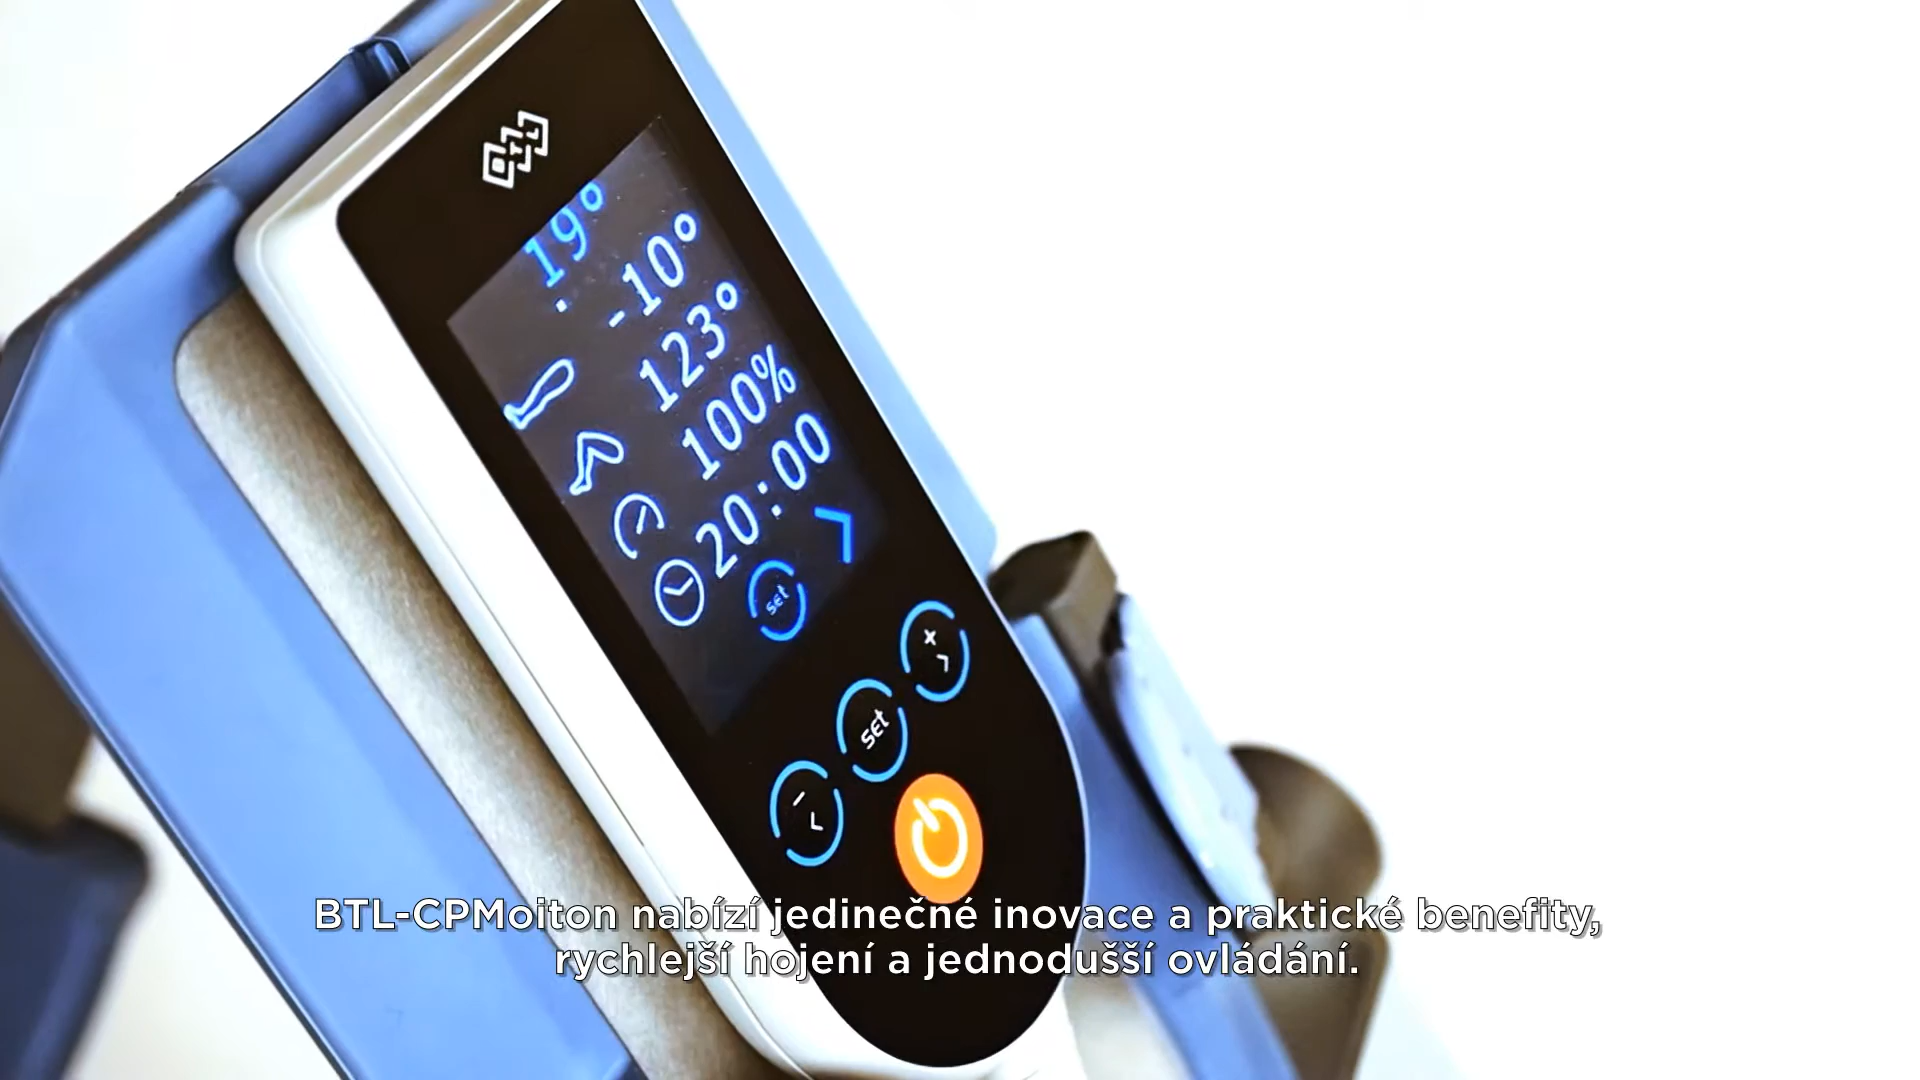 BTL
19°
-10°
123°
100%
20:00
set
+
set
-
BTL-CPMoiton nabízí jedinečné inovace a praktické benefity,
rychlejší hojení a jednodušší ovládání.